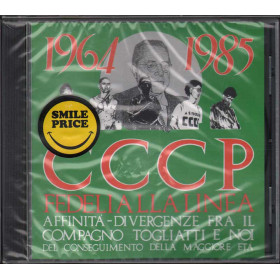 1964 1985
SMILE
PRICE
CCCP
FEDELI ALLA LINEA
AFFINITÀ-DIVERGENZE FRA IL
COMPAGNO TOGLIATTI E NOI
DEL CONSEGUIMENTO DELLA MAGGIORE ETÀ